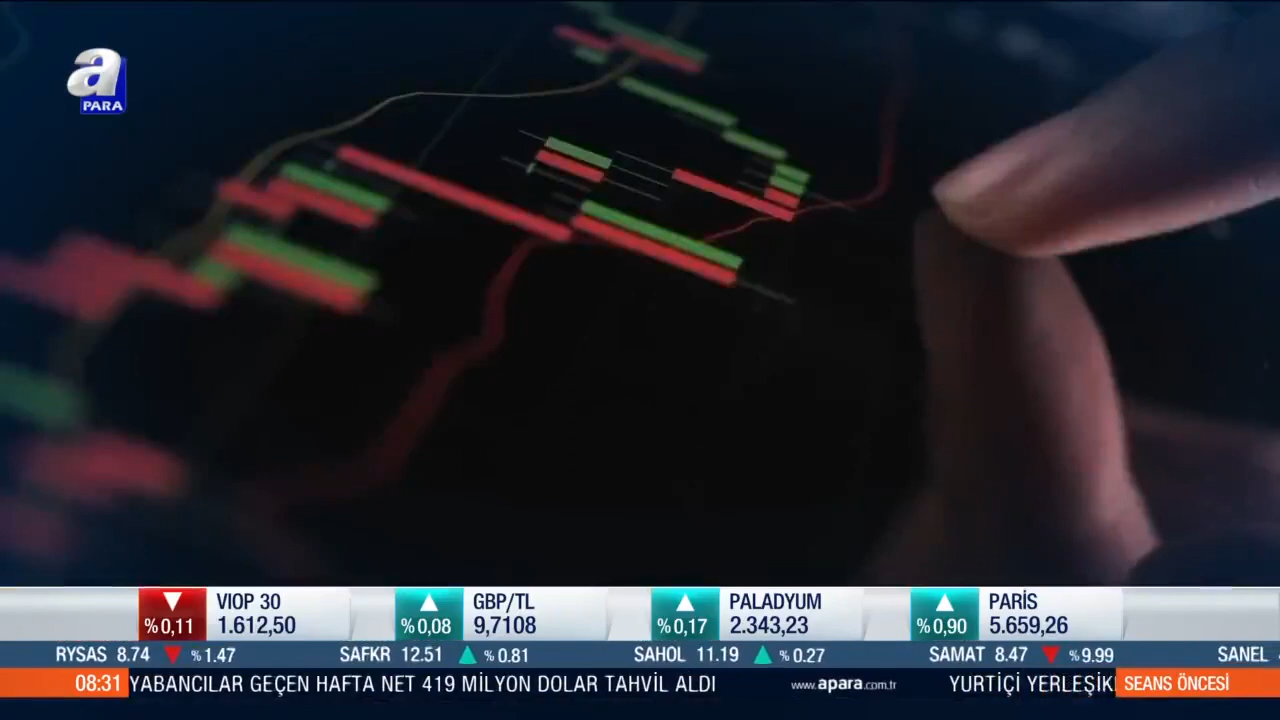 a
PARA
VIOP 30
%0,11 1.612,50
GBP/TL
%0,08 9,7108
PALADYUM
%0,17 2.343,23
PARİS
%0,90 5.659,26
RYSAS 8.74 %1.47 SAFKR 12.51 %0.81 SAHOL 11.19 %0.27 SAMAT 8.47 %9.99 SANEL
08:31 YABANCILAR GEÇEN HAFTA NET 419 MİLYON DOLAR TAHVİL ALDI www.apara.com.tr YURTİÇİ YERLEŞİK SEANS ÖNCESİ